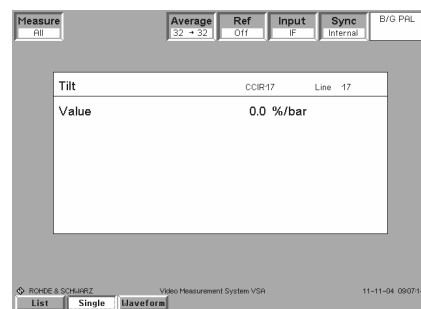 Measure Average Ref Input Sync B/G PAL
All 32 → 32 Off IF Internal
Tilt CCIR17 Line 17
Value 0.0 %/bar
ROHDE & SCHWARZ Video Measurement System VSA 11-11-04 09:07:1
List Single Waveform